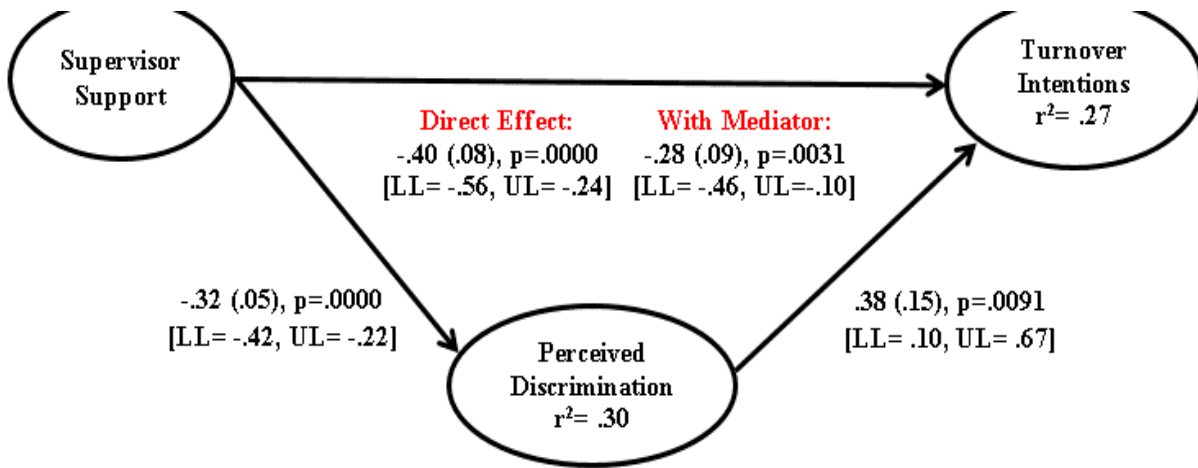 Supervisor
Support
Turnover
Intentions
r²= .27
Direct Effect:
-.40 (.08), p=.0000
[LL= -.56, UL= -.24]
With Mediator:
-.28 (.09), p=.0031
[LL= -.46, UL=-.10]
-.32 (.05), p=.0000
[LL= -.42, UL= -.22]
.38 (.15), p=.0091
[LL= .10, UL= .67]
Perceived
Discrimination
r²= .30